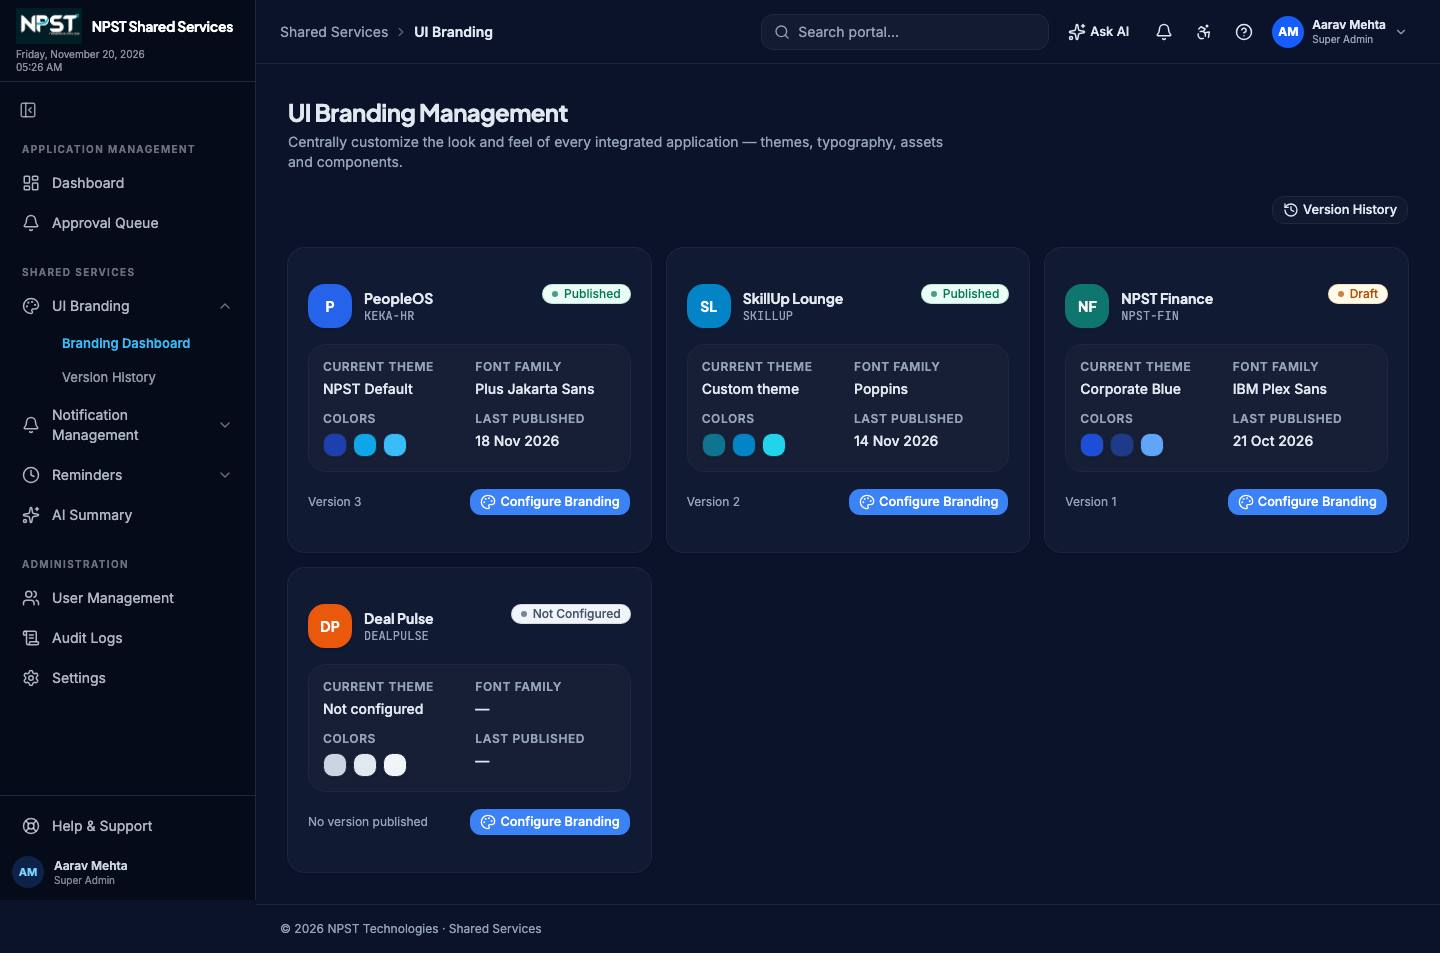 NPST
NPST Shared Services
Friday, November 20, 2026
05:26 AM
APPLICATION MANAGEMENT
Dashboard
Approval Queue
SHARED SERVICES
UI Branding
Branding Dashboard
Version History
Notification
Management
Reminders
AI Summary
ADMINISTRATION
User Management
Audit Logs
Settings
Help & Support
AM
Aarav Mehta
Super Admin
Shared Services
UI Branding
Search portal...
Ask AI
AM
Aarav Mehta
Super Admin
UI Branding Management
Centrally customize the look and feel of every integrated application — themes, typography, assets
and components.
Version History
P
PeopleOS
KEKA-HR
Published
CURRENT THEME
NPST Default
FONT FAMILY
Plus Jakarta Sans
COLORS
LAST PUBLISHED
18 Nov 2026
Version 3
Configure Branding
SL
SkillUp Lounge
SKILLUP
Published
CURRENT THEME
Custom theme
FONT FAMILY
Poppins
COLORS
LAST PUBLISHED
14 Nov 2026
Version 2
Configure Branding
NF
NPST Finance
NPST-FIN
Draft
CURRENT THEME
Corporate Blue
FONT FAMILY
IBM Plex Sans
COLORS
LAST PUBLISHED
21 Oct 2026
Version 1
Configure Branding
DP
Deal Pulse
DEALPULSE
Not Configured
CURRENT THEME
Not configured
FONT FAMILY
—
COLORS
LAST PUBLISHED
—
No version published
Configure Branding
© 2026 NPST Technologies · Shared Services